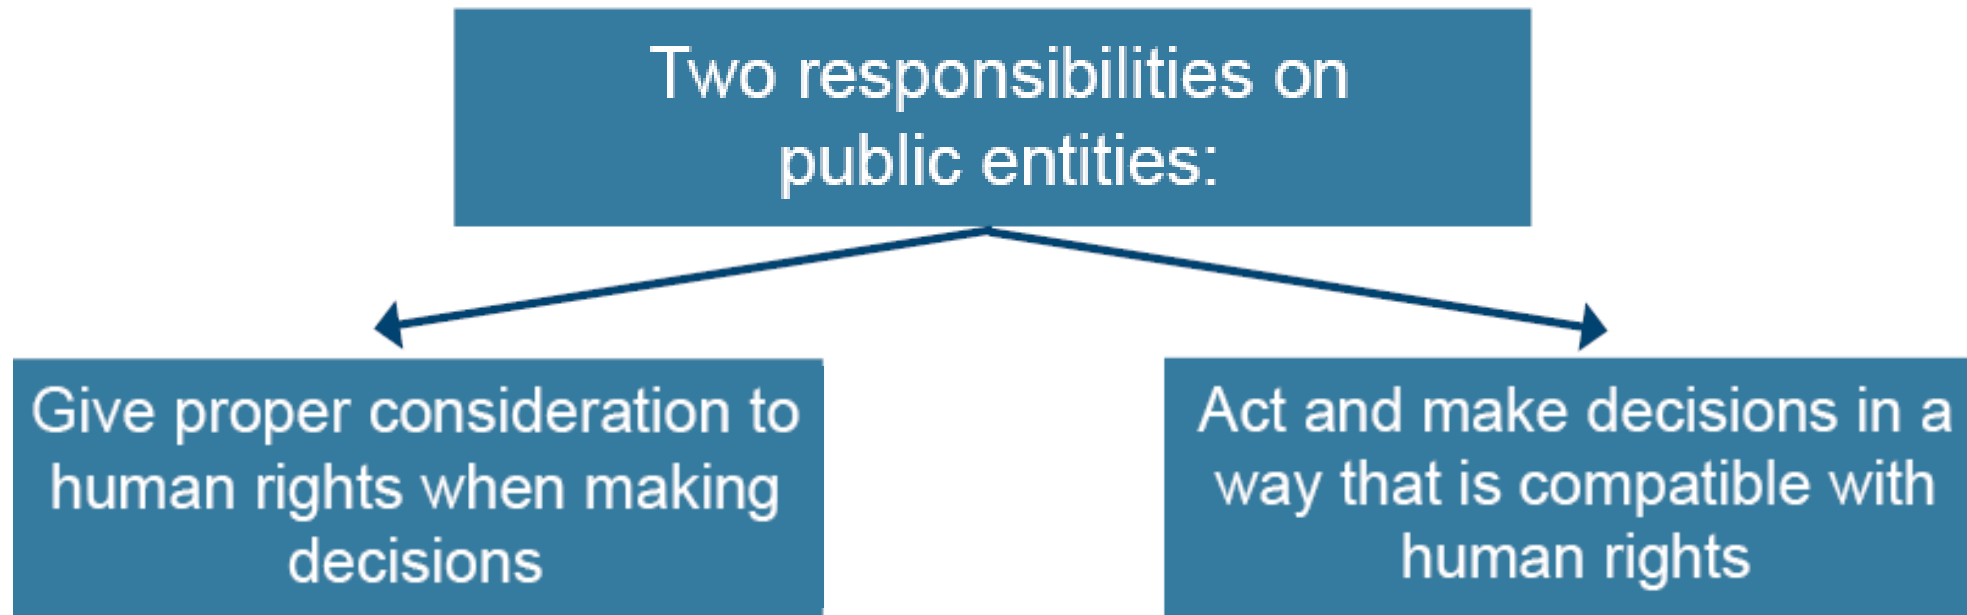 Two responsibilities on
public entities:
Give proper consideration to
human rights when making
decisions
Act and make decisions in a
way that is compatible with
human rights